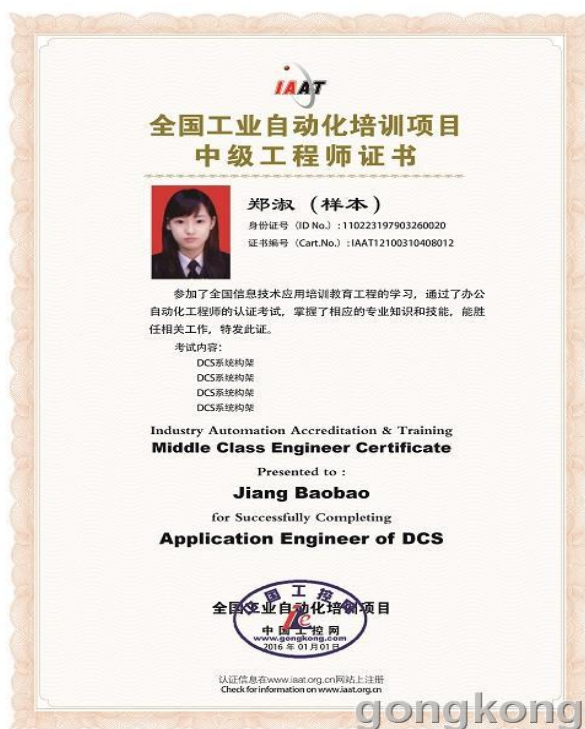 IAAT
全国工业自动化培训项目
中级工程师证书
郑淑（样本）
身份证号（ID No.）: 110223197903260020
证书编号（Cart.No.）: IAAT12100310408012
参加了全国信息技术应用培训教育工程的学习，通过了办公
自动化工程师的认证考试，掌握了相应的专业知识和技能，能胜
任相关工作，特发此证。
考试内容：
DCS系统构架
DCS系统构架
DCS系统构架
DCS系统构架
Industry Automation Accreditation & Training
Middle Class Engineer Certificate
Presented to :
Jiang Baobao
for Successfully Completing
Application Engineer of DCS
中国工控网
全国工业自动化培训项目
中国工控网
www.gongkong.com
2016 年 01 月 01 日
认证信息在www.iaat.org.cn网站上注册
Check for information on www.iaat.org.cn
gongkong